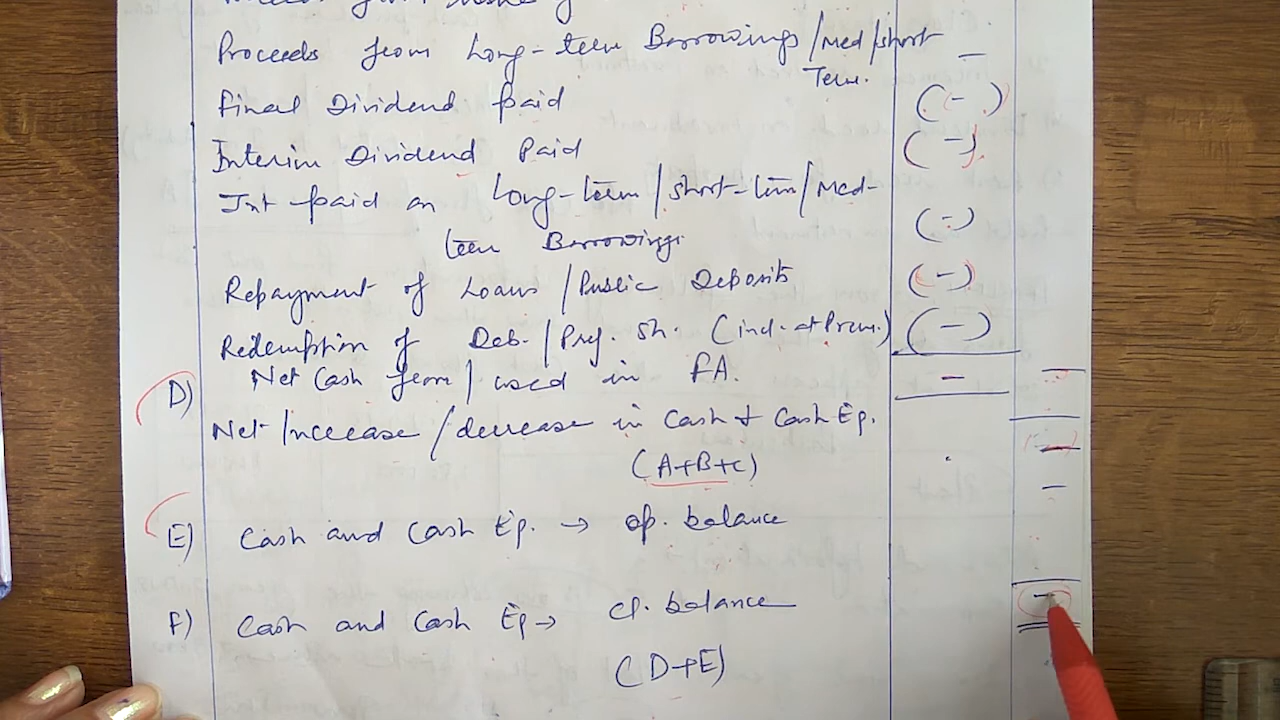 Proceeds from Long-term Borrowings/Med/short
Term.
Final Dividend paid (-)
Interim Dividend Paid (-)
Int paid on Long-term/short-term/Med-
term Borrowings (-)
Repayment of Loans/Public Deposits (-)
Redemption of Deb./Pref. Sh. (incl. at Prem.) (-)
Net Cash from/used in FA. -
D) Net Increase/decrease in Cash + Cash Eq.
(A+B+C)
E) Cash and Cash Eq. → op. balance
F) Cash and Cash Eq → cl. balance
(D+E)